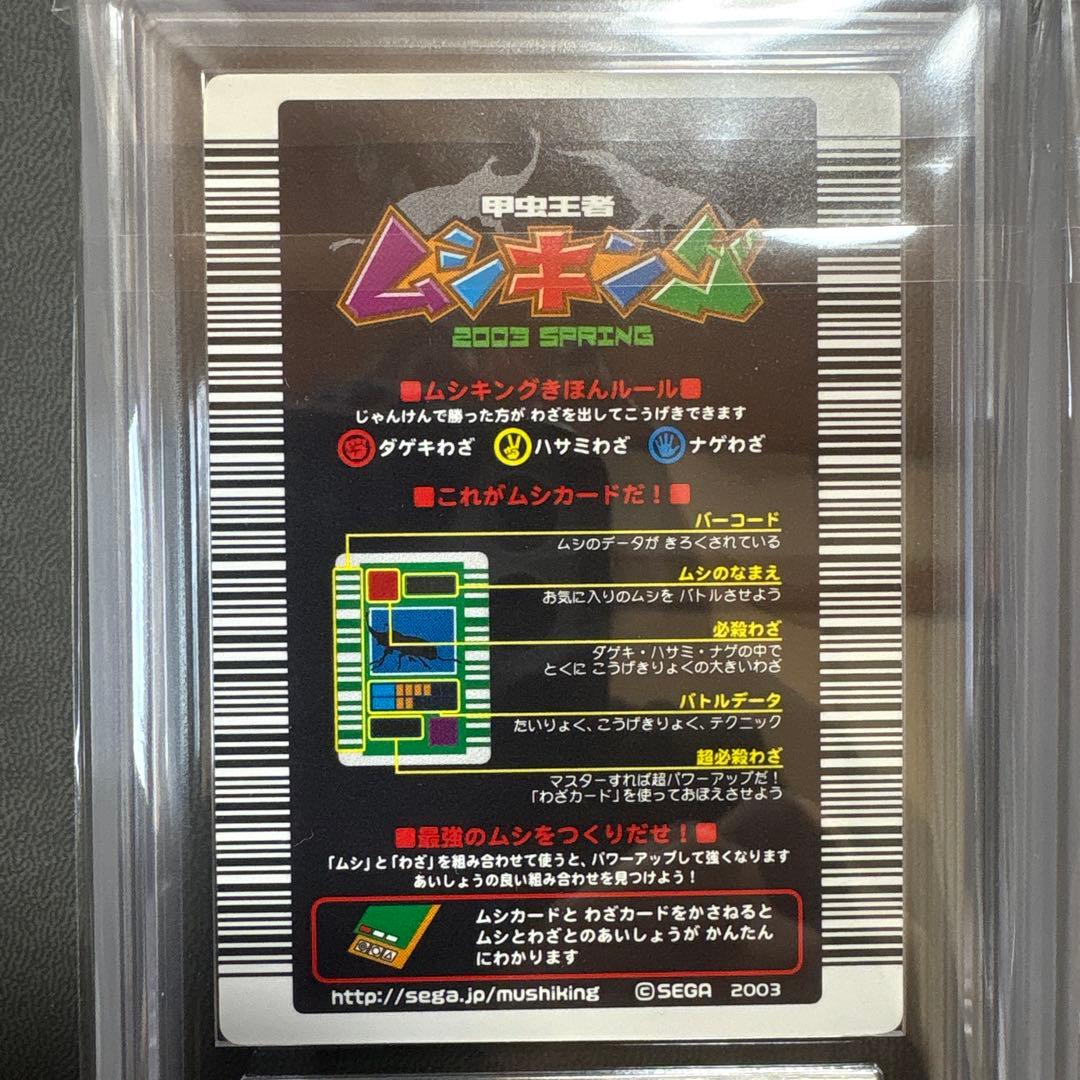 甲虫王者
ムシキング
2003 SPRING
■ムシキングきほんルール■
じゃんけんで勝った方が わざを出してこうげきできます
ダゲキわざ ハサミわざ ナゲわざ
■これがムシカードだ！■
バーコード
ムシのデータが きろくされている
ムシのなまえ
お気に入りのムシを バトルさせよう
必殺わざ
ダゲキ・ハサミ・ナゲの中で
とくに こうげきりょくの大きいわざ
バトルデータ
たいりょく、こうげきりょく、テクニック
超必殺わざ
マスターすれば超パワーアップだ！
「わざカード」を使っておぼえさせよう
■最強のムシをつくりだせ！■
「ムシ」と「わざ」を組み合わせて使うと、パワーアップして強くなります
あいしょうの良い組み合わせを見つけよう！
ムシカードと わざカードをかさねると
ムシとわざとのあいしょうが かんたん
にわかります
http://sega.jp/mushiking ©SEGA 2003